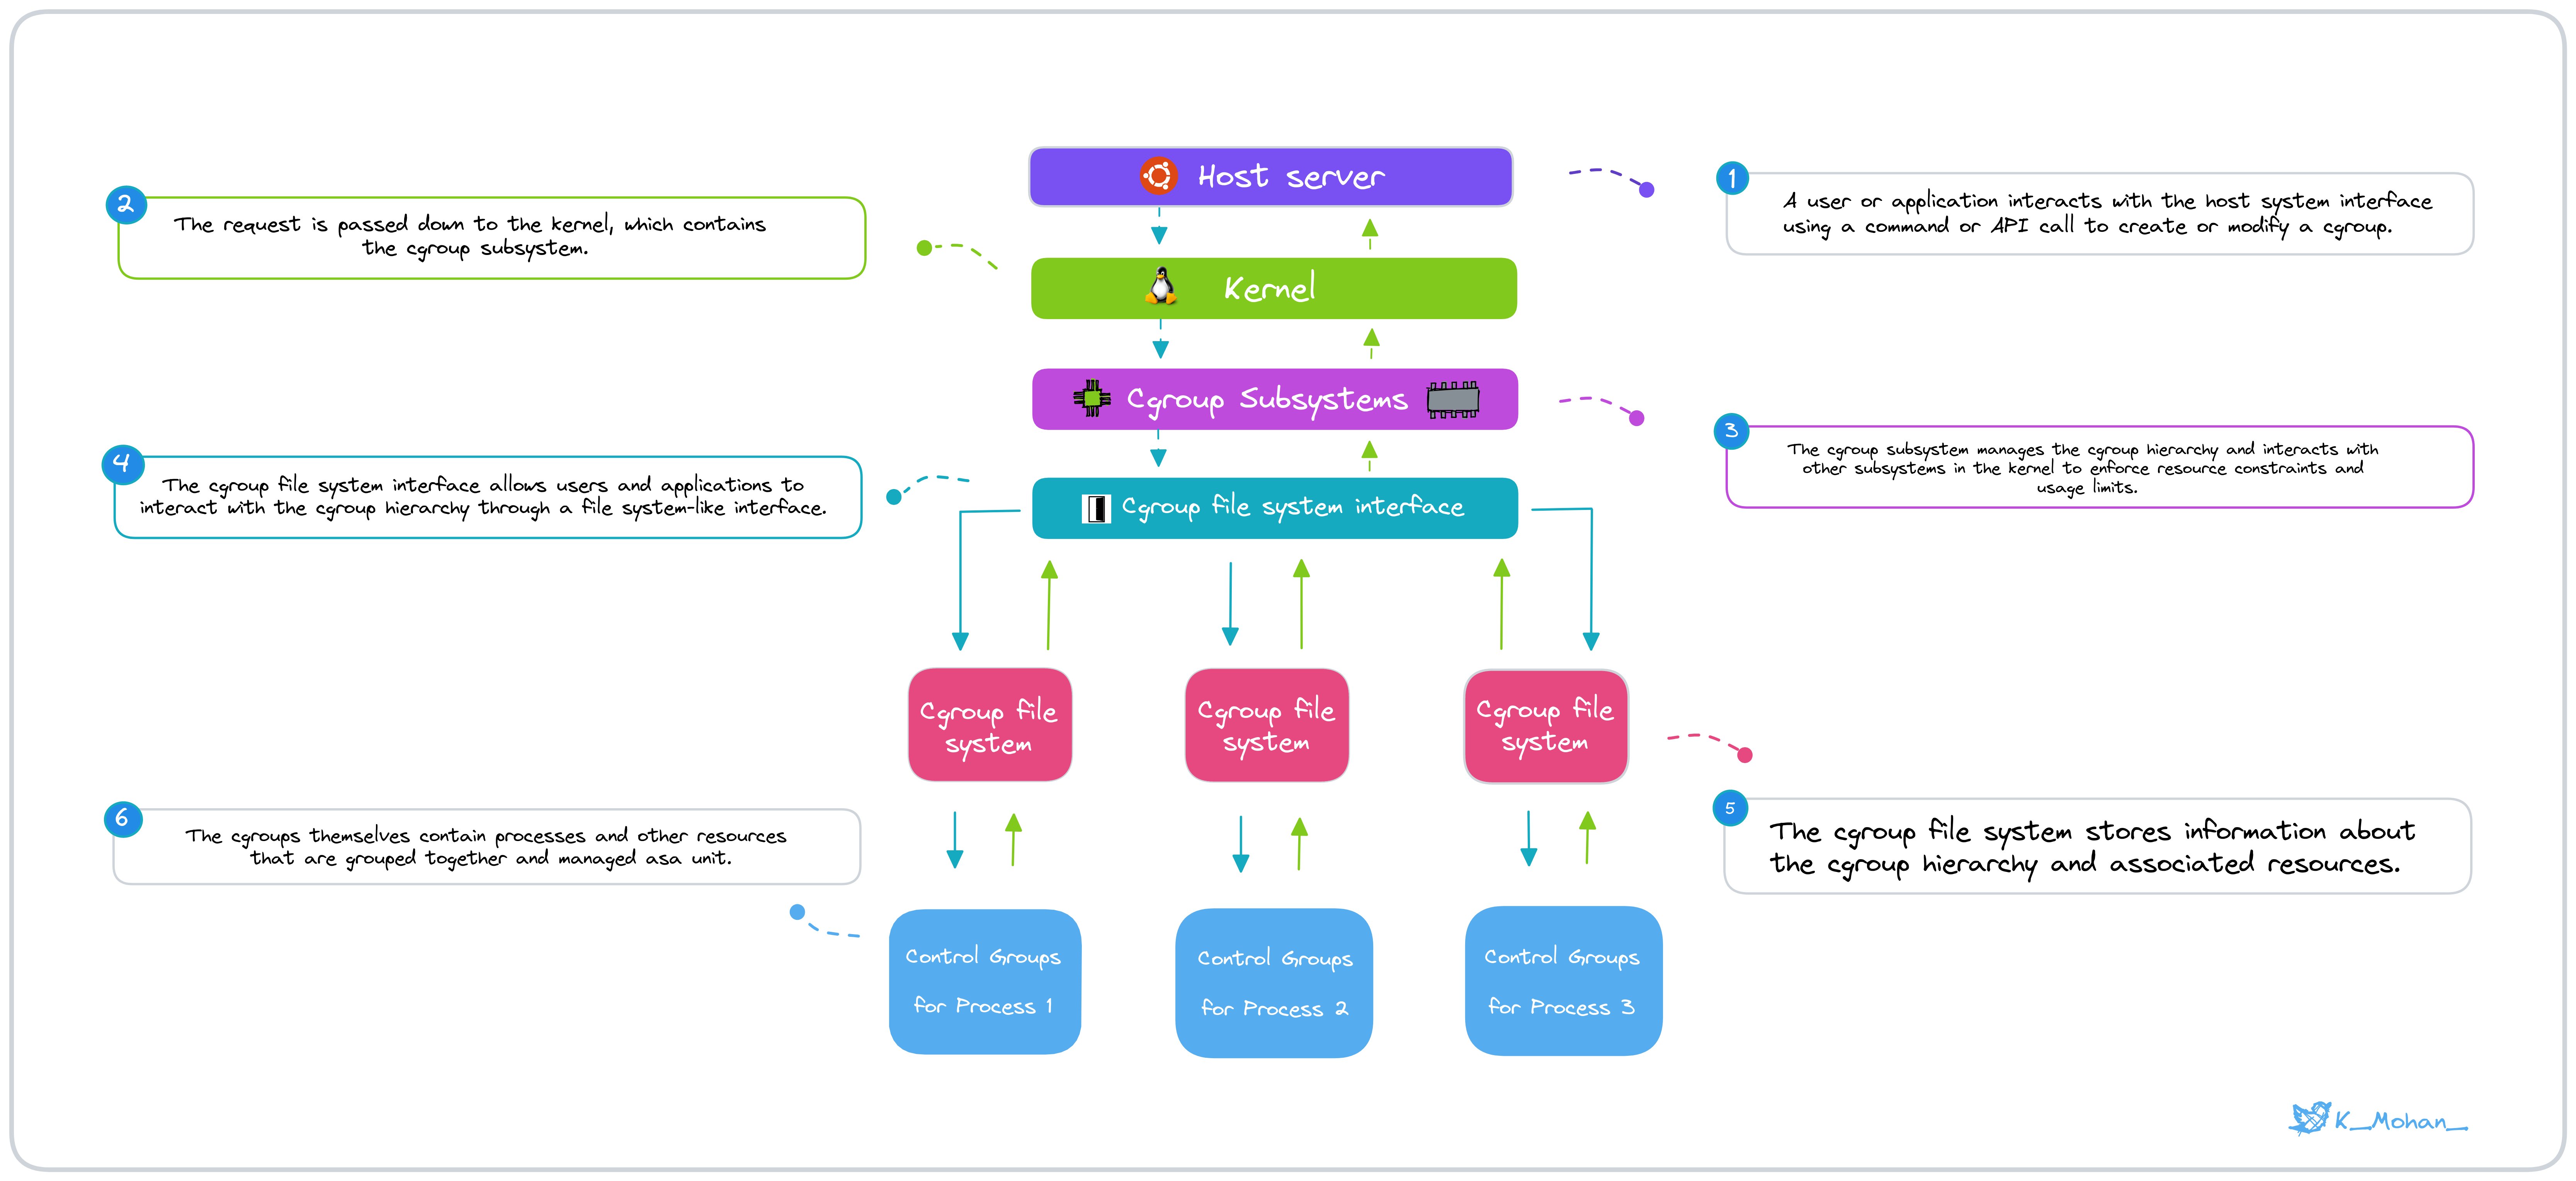 Host server
1
A user or application interacts with the host system interface
using a command or API call to create or modify a cgroup.
2
The request is passed down to the kernel, which contains
the cgroup subsystem.
Kernel
Cgroup Subsystems
3
The cgroup subsystem manages the cgroup hierarchy and interacts with
other subsystems in the kernel to enforce resource constraints and
usage limits.
4
The cgroup file system interface allows users and applications to
interact with the cgroup hierarchy through a file system-like interface.
Cgroup file system interface
Cgroup file
system
Cgroup file
system
Cgroup file
system
5
The cgroup file system stores information about
the cgroup hierarchy and associated resources.
6
The cgroups themselves contain processes and other resources
that are grouped together and managed asa unit.
Control Groups
for Process 1
Control Groups
for Process 2
Control Groups
for Process 3
K__Mohan__